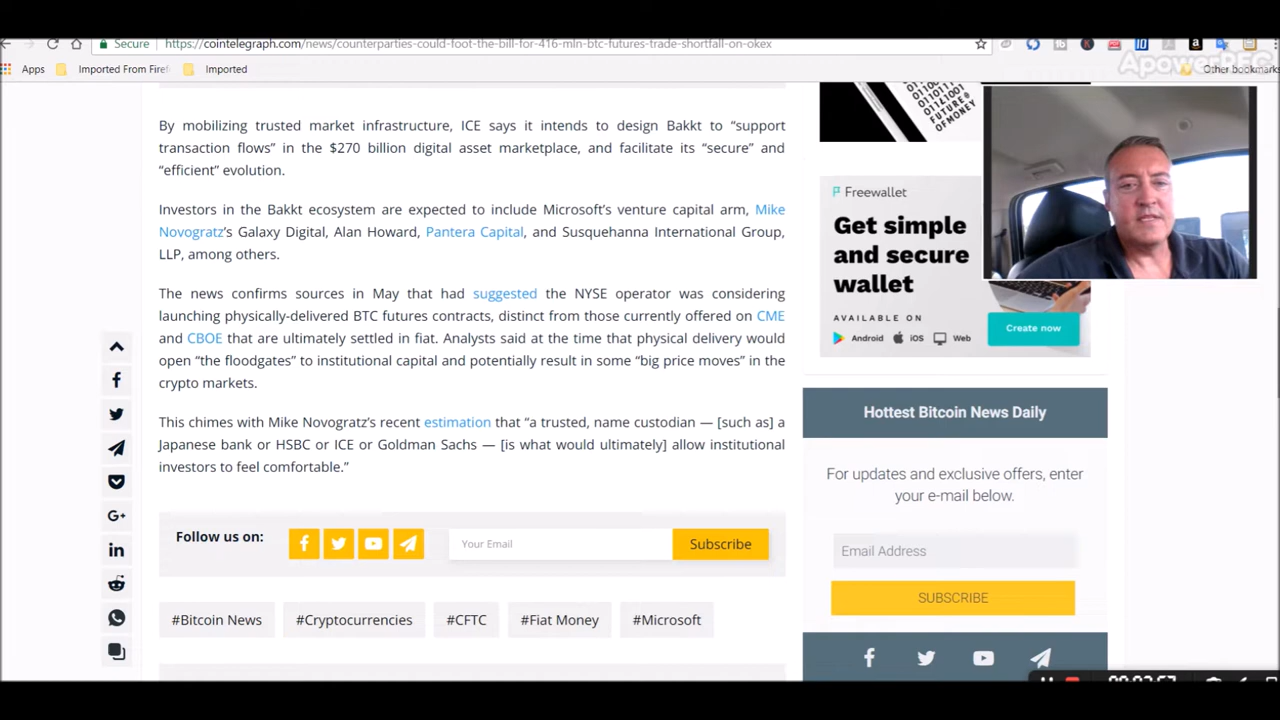 Secure
https://cointelegraph.com/news/counterparties-could-foot-the-bill-for-416-mln-btc-futures-trade-shortfall-on-okex
ApowerREC
Apps
Imported From Firef
Imported
Other bookmarks
By mobilizing trusted market infrastructure, ICE says it intends to design Bakkt to “support
transaction flows” in the $270 billion digital asset marketplace, and facilitate its “secure” and
“efficient” evolution.
Investors in the Bakkt ecosystem are expected to include Microsoft’s venture capital arm, Mike
Novogratz’s Galaxy Digital, Alan Howard, Pantera Capital, and Susquehanna International Group,
LLP, among others.
The news confirms sources in May that had suggested the NYSE operator was considering
launching physically-delivered BTC futures contracts, distinct from those currently offered on CME
and CBOE that are ultimately settled in fiat. Analysts said at the time that physical delivery would
open “the floodgates” to institutional capital and potentially result in some “big price moves” in the
crypto markets.
This chimes with Mike Novogratz’s recent estimation that “a trusted, name custodian — [such as] a
Japanese bank or HSBC or ICE or Goldman Sachs — [is what would ultimately] allow institutional
investors to feel comfortable.”
Follow us on:
Your Email
Subscribe
#Bitcoin News
#Cryptocurrencies
#CFTC
#Fiat Money
#Microsoft
FUTURE@
OF MONEY
Freewallet
Get simple
and secure
wallet
AVAILABLE ON
Android
iOS
Web
Create now
Hottest Bitcoin News Daily
For updates and exclusive offers, enter
your e-mail below.
Email Address
SUBSCRIBE